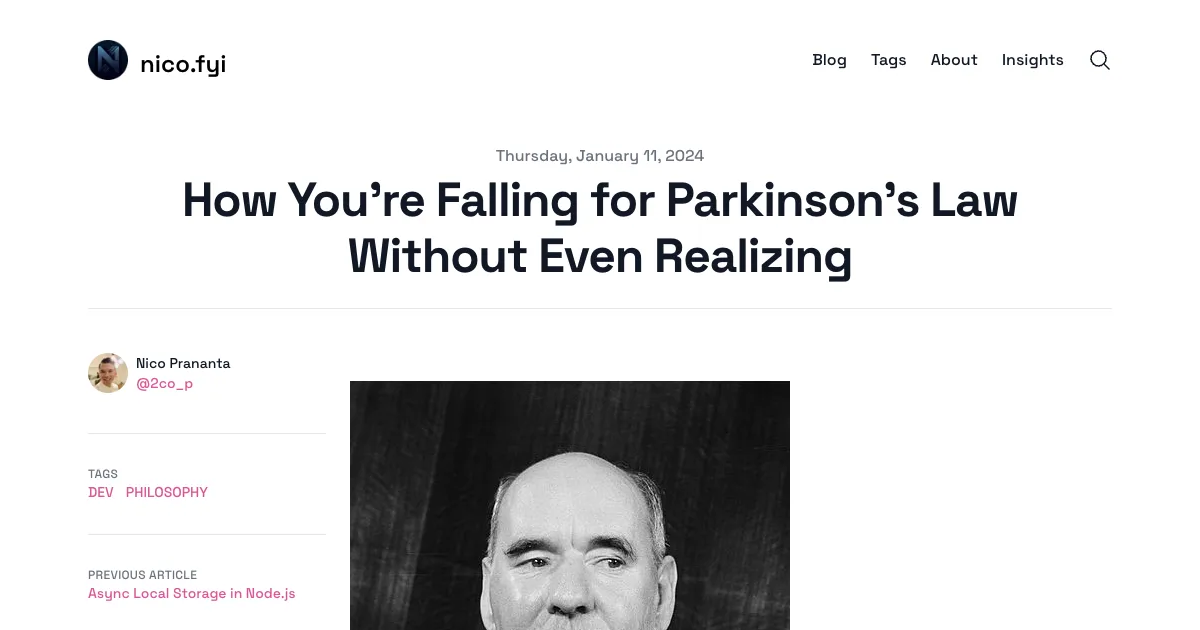 nico.fyi
Blog Tags About Insights
Thursday, January 11, 2024
How You’re Falling for Parkinson’s Law
Without Even Realizing
Nico Prananta
@2co_p
TAGS
DEV PHILOSOPHY
PREVIOUS ARTICLE
Async Local Storage in Node.js